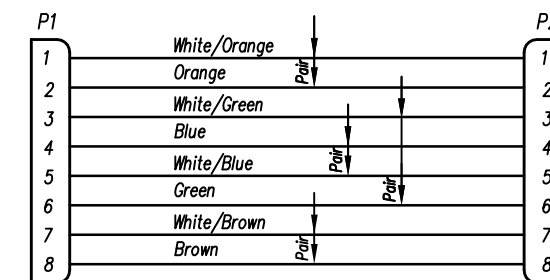 P1
1 White/Orange 1
Pair
Orange
2 2
White/Green
3 3
Blue
4 4
Pair
White/Blue
5 5
Pair
Green
6 6
White/Brown
7 7
Pair
Brown
8 8